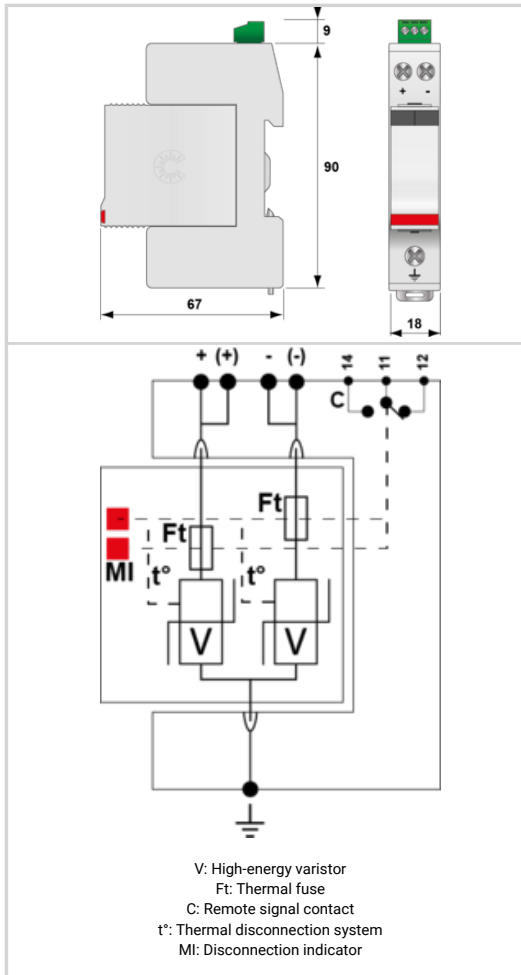 9
90
67
18
+ -
+ (+) - (-)
14 11 12
C
Ft
Ft
MI
t°
t°
V
V
V: High-energy varistor
Ft: Thermal fuse
C: Remote signal contact
t°: Thermal disconnection system
MI: Disconnection indicator